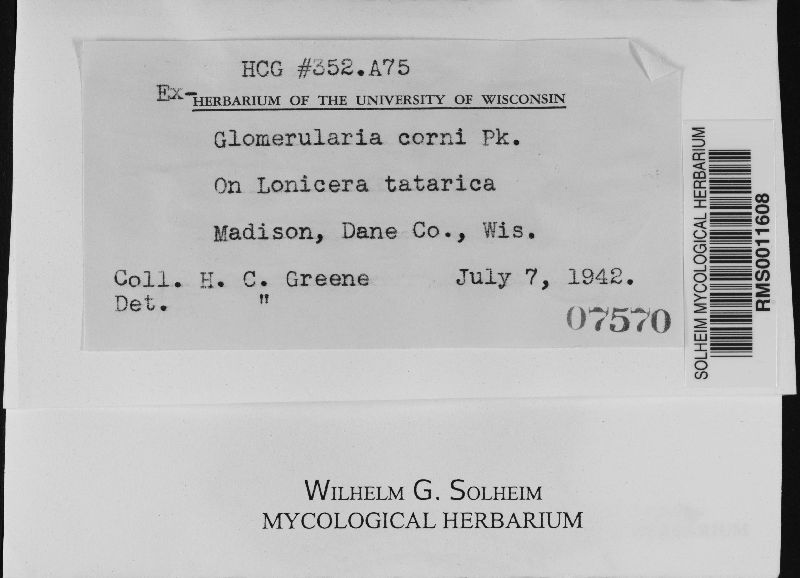 HCG #352.A75
Ex-HERBARIUM OF THE UNIVERSITY OF WISCONSIN
Glomerularia corni Pk.
On Lonicera tatarica
Madison, Dane Co., Wis.
Coll. H. C. Greene July 7, 1942.
Det. "
07570
SOLHEIM MYCOLOGICAL HERBARIUM
RMS0011608
WILHELM G. SOLHEIM
MYCOLOGICAL HERBARIUM